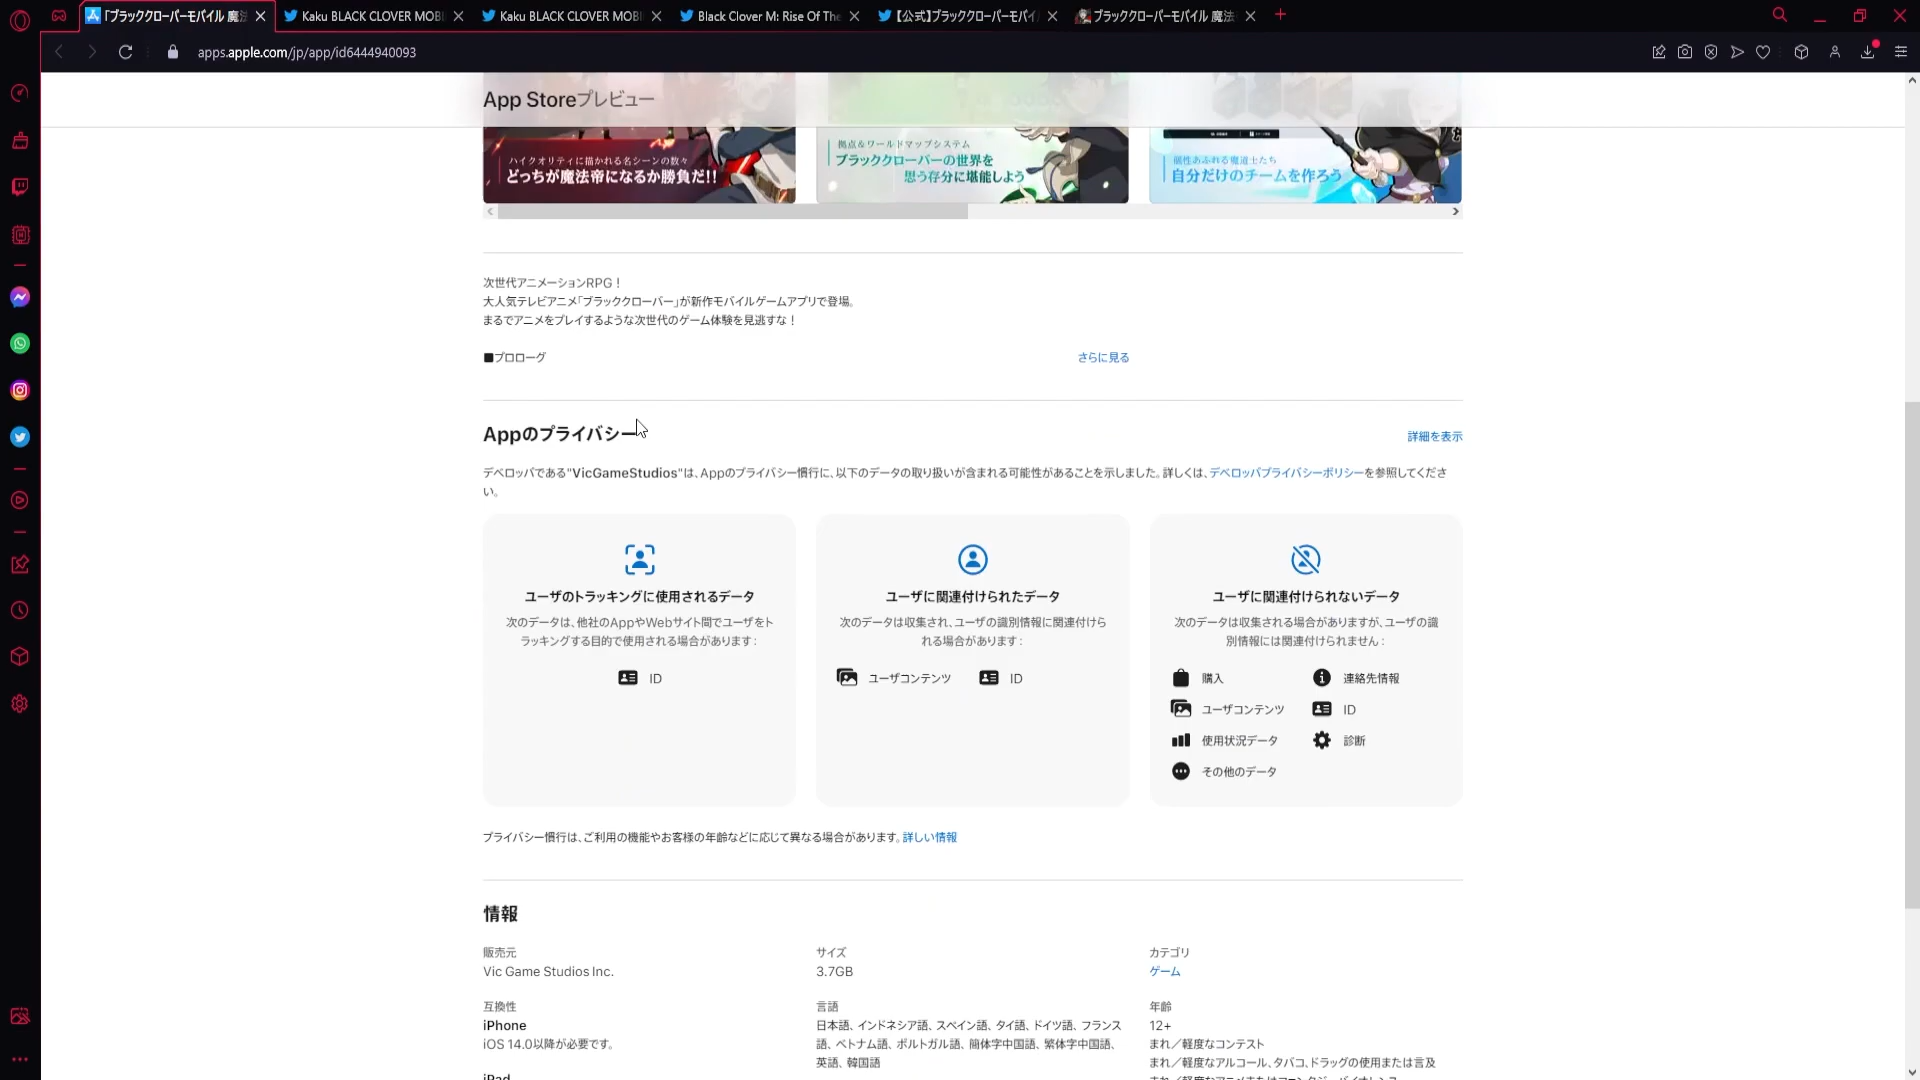 「ブラッククローバーモバイル 魔法
Kaku BLACK CLOVER MOBI
Kaku BLACK CLOVER MOBI
Black Clover M: Rise Of The
【公式】ブラッククローバーモバイ
ブラッククローバーモバイル 魔法
apps.apple.com/jp/app/id6444940093
App Storeプレビュー
ハイクオリティに描かれる名シーンの数々
どっちが魔法帝になるか勝負だ!!
拠点&ワールドマップシステム
ブラッククローバーの世界を
思う存分に堪能しよう
個性あふれる魔道士たち
自分だけのチームを作ろう
次世代アニメーションRPG！
大人気テレビアニメ「ブラッククローバー」が新作モバイルゲームアプリで登場。
まるでアニメをプレイするような次世代のゲーム体験を見逃すな！
■プロローグ
さらに見る
Appのプライバシー
詳細を表示
デベロッパである"VicGameStudios"は、Appのプライバシー慣行に、以下のデータの取り扱いが含まれる可能性があることを示しました。詳しくは、デベロッパプライバシーポリシーを参照してくださ
い。
ユーザのトラッキングに使用されるデータ
次のデータは、他社のAppやWebサイト間でユーザをト
ラッキングする目的で使用される場合があります：
ID
ユーザに関連付けられたデータ
次のデータは収集され、ユーザの識別情報に関連付けら
れる場合があります：
ユーザコンテンツ
ID
ユーザに関連付けられないデータ
次のデータは収集される場合がありますが、ユーザの識
別情報には関連付けられません：
購入
連絡先情報
ユーザコンテンツ
ID
使用状況データ
診断
その他のデータ
プライバシー慣行は、ご利用の機能やお客様の年齢などに応じて異なる場合があります。詳しい情報
情報
販売元
Vic Game Studios Inc.
サイズ
3.7GB
カテゴリ
ゲーム
互換性
iPhone
iOS 14.0以降が必要です。
iPad
言語
日本語、インドネシア語、スペイン語、タイ語、ドイツ語、フランス
語、ベトナム語、ポルトガル語、簡体字中国語、繁体字中国語、
英語、韓国語
年齢
12+
まれ／軽度なコンテスト
まれ／軽度なアルコール、タバコ、ドラッグの使用または言及